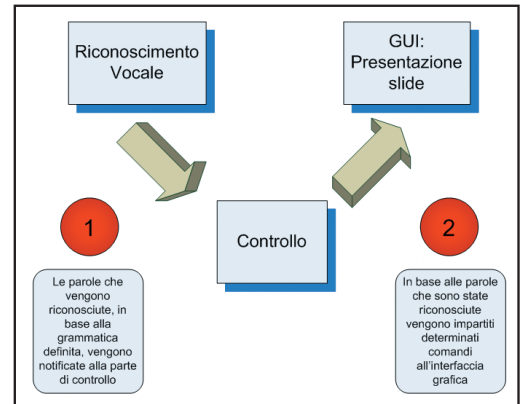 Riconoscimento
Vocale
GUI:
Presentazione
slide
Controllo
1
Le parole che
vengono
riconosciute, in
base alla
grammatica
definita, vengono
notificate alla parte
di controllo
2
In base alle parole
che sono state
riconosciute
vengono impartiti
determinati
comandi
all'interfaccia
grafica